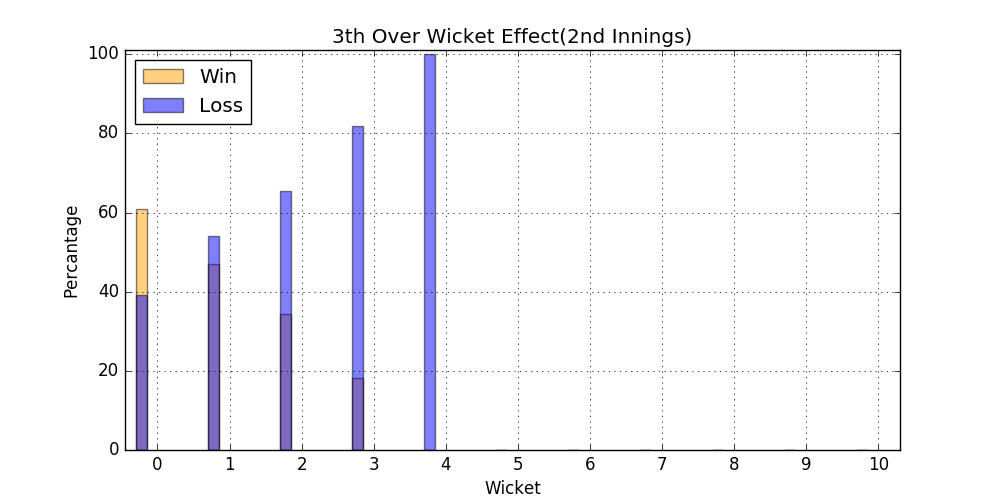 3th Over Wicket Effect(2nd Innings)
Win
Loss
100
80
60
40
20
0
Percantage
0 1 2 3 4 5 6 7 8 9 10
Wicket